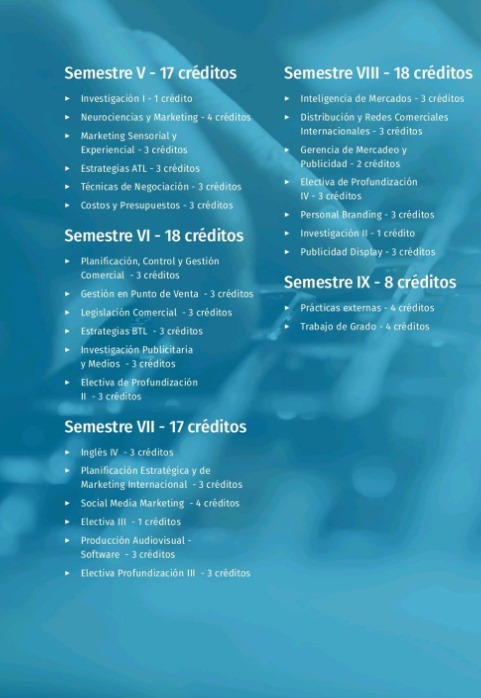 Semestre V - 17 créditos
▸ Investigación I - 1 crédito
▸ Neurociencias y Marketing - 4 créditos
▸ Marketing Sensorial y
Experiencial - 3 créditos
▸ Estrategias ATL - 3 créditos
▸ Técnicas de Negociación - 3 créditos
▸ Costos y Presupuestos - 3 créditos
Semestre VI - 18 créditos
▸ Planificación, Control y Gestión
Comercial - 3 créditos
▸ Gestión en Punto de Venta - 3 créditos
▸ Legislación Comercial - 3 créditos
▸ Estrategias BTL - 3 créditos
▸ Investigación Publicitaria
y Medios - 3 créditos
▸ Electiva de Profundización
II - 3 créditos
Semestre VII - 17 créditos
▸ Inglés IV - 3 créditos
▸ Planificación Estratégica y de
Marketing Internacional - 3 créditos
▸ Social Media Marketing - 4 créditos
▸ Electiva III - 1 créditos
▸ Producción Audiovisual -
Software - 3 créditos
▸ Electiva Profundización III - 3 créditos
Semestre VIII - 18 créditos
▸ Inteligencia de Mercados - 3 créditos
▸ Distribución y Redes Comerciales
Internacionales - 3 créditos
▸ Gerencia de Mercadeo y
Publicidad - 2 créditos
▸ Electiva de Profundización
IV - 3 créditos
▸ Personal Branding - 3 créditos
▸ Investigación II - 1 crédito
▸ Publicidad Display - 3 créditos
Semestre IX - 8 créditos
▸ Prácticas externas - 4 créditos
▸ Trabajo de Grado - 4 créditos